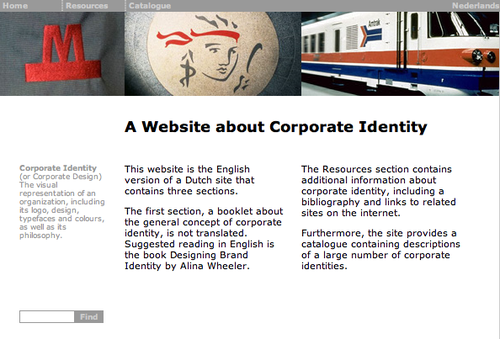 Home Resources Catalogue Nederlands
M
Amtrak
A Website about Corporate Identity
Corporate Identity
(or Corporate Design)
The visual
representation of an
organization, including
its logo, design,
typefaces and colours,
as well as its
philosophy.
This website is the English
version of a Dutch site that
contains three sections.
The first section, a booklet about
the general concept of corporate
identity, is not translated.
Suggested reading in English is
the book Designing Brand
Identity by Alina Wheeler.
The Resources section contains
additional information about
corporate identity, including a
bibliography and links to related
sites on the internet.
Furthermore, the site provides a
catalogue containing descriptions
of a large number of corporate
identities.
Find